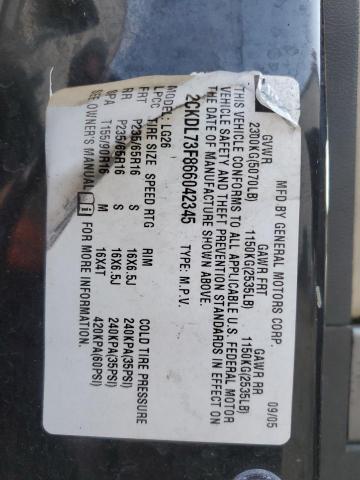 MFD BY GENERAL MOTORS CORP. 09/05
GVWR GAWR FRT GAWR RR
2300KG(5070LB) 1150KG(2535LB) 1150KG(2535LB)
THIS VEHICLE CONFORMS TO ALL APPLICABLE U.S. FEDERAL MOTOR
VEHICLE SAFETY AND THEFT PREVENTION STANDARDS IN EFFECT ON
THE DATE OF MANUFACTURE SHOWN ABOVE.
2CKDL73F866042345 TYPE: M.P.V.
MODEL: LG26
LPCC TIRE SIZE SPEED RTG RIM COLD TIRE PRESSURE
FRT P235/65R16 S 16X6.5J 240KPA(35PSI)
RR P235/65R16 S 16X6.5J 240KPA(35PSI)
SPA T155/90R16 M 16X4T 420KPA(60PSI)
SEE OWNER'S MANUAL i FOR MORE INFORMATION.